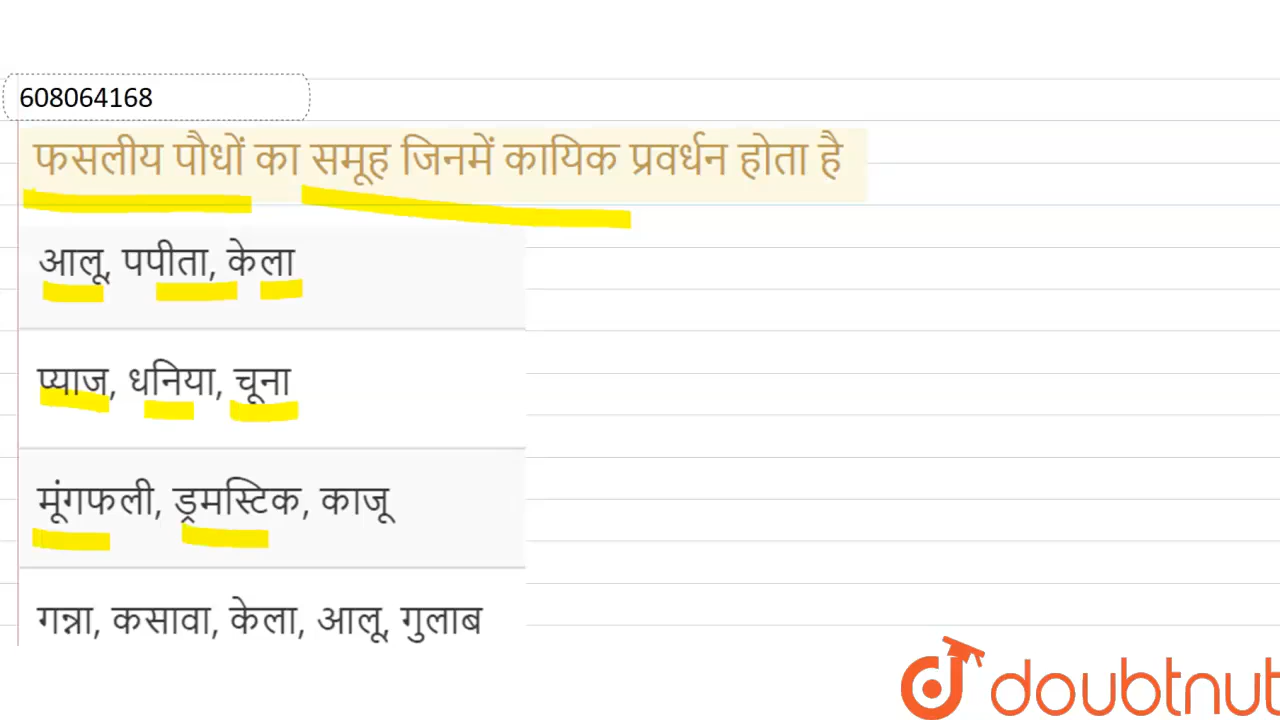 608064168
फसलीय पौधों का समूह जिनमें कायिक प्रवर्धन होता है
आलू, पपीता, केला
प्याज, धनिया, चूना
मूंगफली, ड्रमस्टिक, काजू
गन्ना, कसावा, केला, आलू, गुलाब
doubtnut